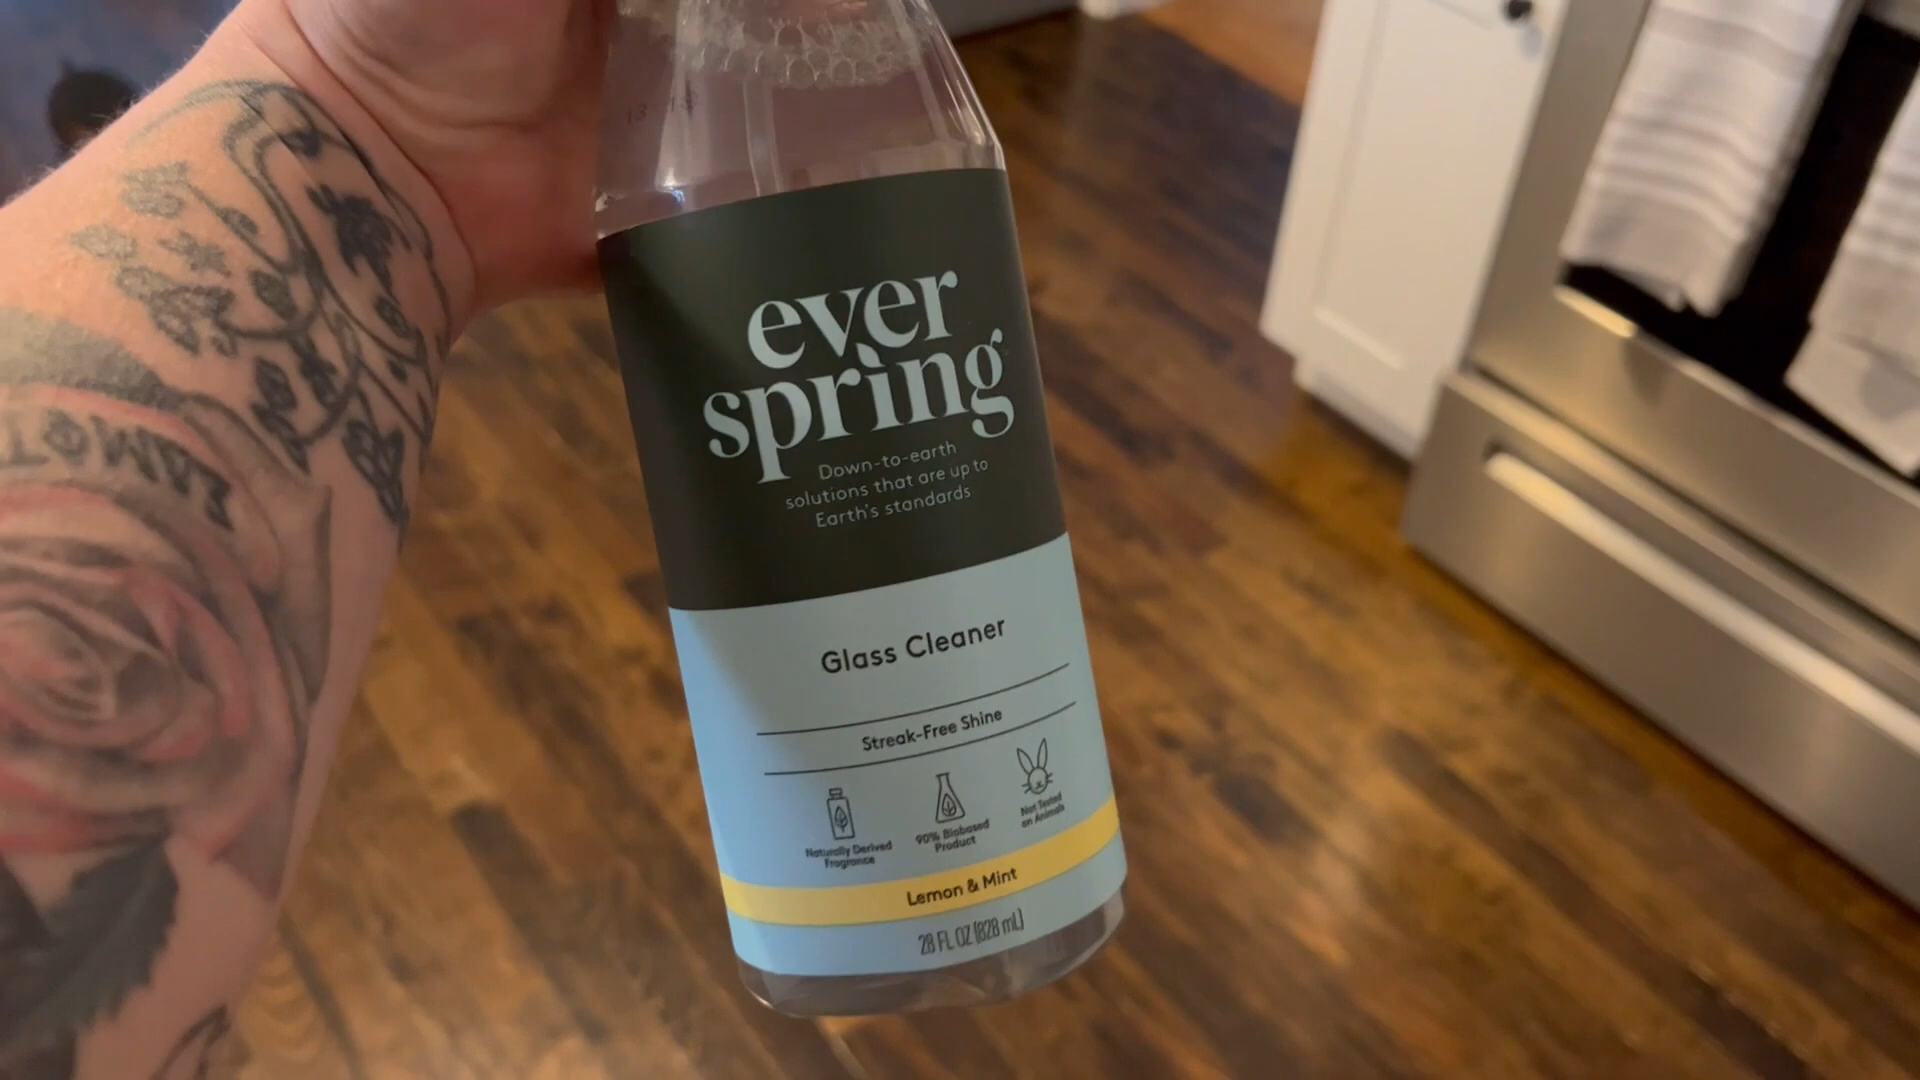 ever
spring
Down-to-earth
solutions that are up to
Earth's standards
Glass Cleaner
Streak-Free Shine
Naturally Derived
Fragrance
90% Biobased
Product
Not Tested
on Animals
Lemon & Mint
28 FL OZ (828 mL)